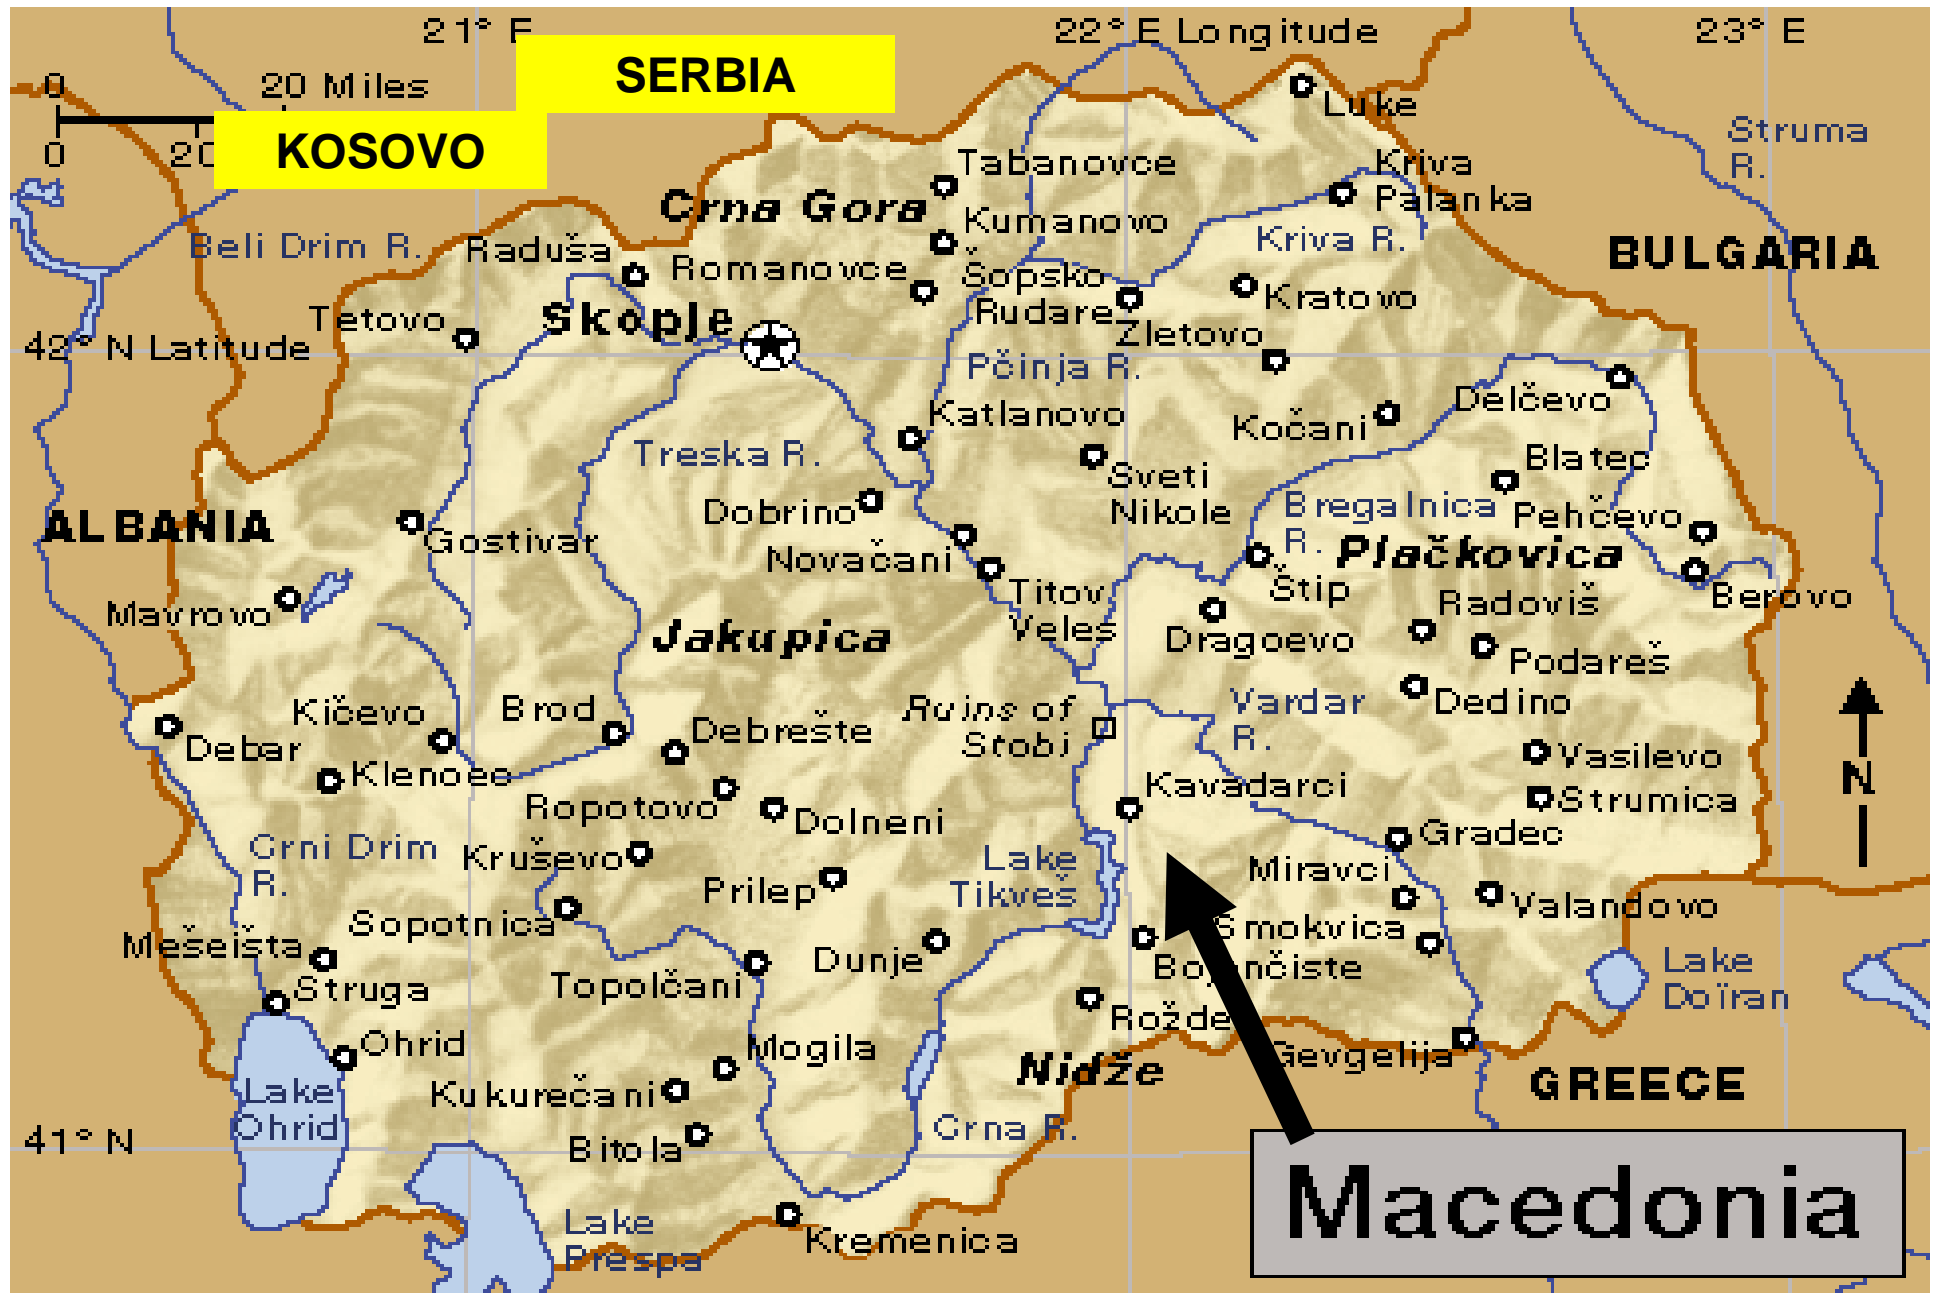 21° E
22° E Longitude
23° E
SERBIA
0
20 Miles
KOSOVO
0
20
Luke
Struma
R.
Tabanovce
Kriva
Palanka
Crna Gora
Kumanovo
Beli Drim R.
Raduša
Romanovce
Šopsko
Rudare
Kriva R.
BULGARIA
Kratovo
Tetovo
Skopje
Zletovo
42° N Latitude
Pčinja R.
Delčevo
Katlanovo
Kočani
Treska R.
Sveti
Nikole
Blatec
Dobrino
Bregalnica
R.
Pehčevo
ALBANIA
Gostivar
Novačani
Plačkovica
Titov
Veles
Štip
Berovo
Mavrovo
Radoviš
Jakupica
Dragoevo
Podareš
Kičevo
Brod
Ruins of
Stobi
Vardar
R.
Dedino
Debar
Debrešte
Vasilevo
Klenoec
Kavadarci
N
Ropotovo
Dolneni
Strumica
Crni Drim
R.
Kruševo
Lake
Tikveš
Gradec
Miravci
Prilep
Valandovo
Sopotnica
Smokvica
Mešeišta
Dunje
Bojančište
Lake
Doïran
Struga
Topolčani
Rožde
Ohrid
Mogila
Gevgelija
Nidže
GREECE
Lake
Ohrid
Kukurečani
Crna R.
41° N
Bitola
Macedonia
Lake
Prespa
Kremenica